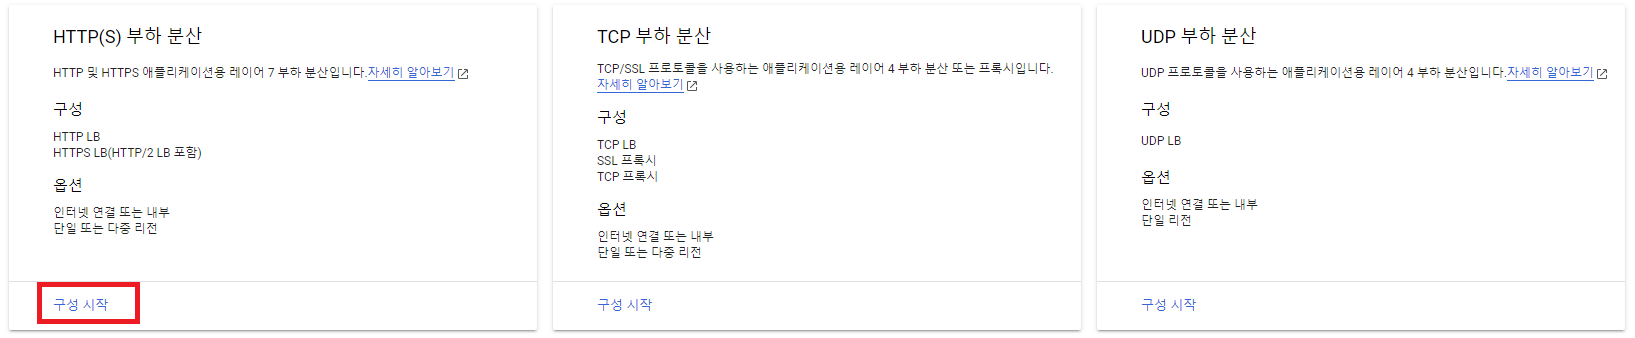 HTTP(S) 부하 분산
HTTP 및 HTTPS 애플리케이션용 레이어 7 부하 분산입니다.자세히 알아보기
구성
HTTP LB
HTTPS LB(HTTP/2 LB 포함)
옵션
인터넷 연결 또는 내부
단일 또는 다중 리전
구성 시작
TCP 부하 분산
TCP/SSL 프로토콜을 사용하는 애플리케이션용 레이어 4 부하 분산 또는 프록시입니다.
자세히 알아보기
구성
TCP LB
SSL 프록시
TCP 프록시
옵션
인터넷 연결 또는 내부
단일 또는 다중 리전
구성 시작
UDP 부하 분산
UDP 프로토콜을 사용하는 애플리케이션용 레이어 4 부하 분산입니다.자세히 알아보기
구성
UDP LB
옵션
인터넷 연결 또는 내부
단일 리전
구성 시작